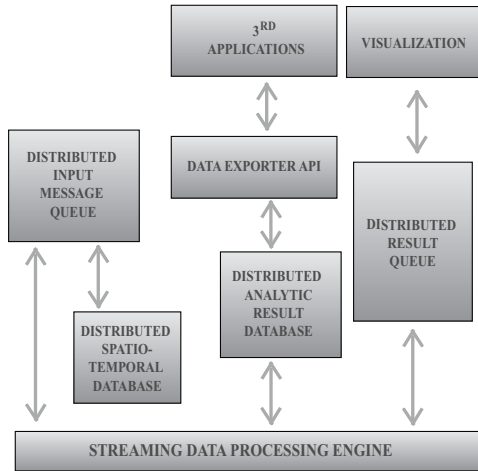 3RD
APPLICATIONS
VISUALIZATION
DISTRIBUTED
INPUT
MESSAGE
QUEUE
DATA EXPORTER API
DISTRIBUTED
RESULT
QUEUE
DISTRIBUTED
ANALYTIC
RESULT
DATABASE
DISTRIBUTED
SPATIO-
TEMPORAL
DATABASE
STREAMING DATA PROCESSING ENGINE